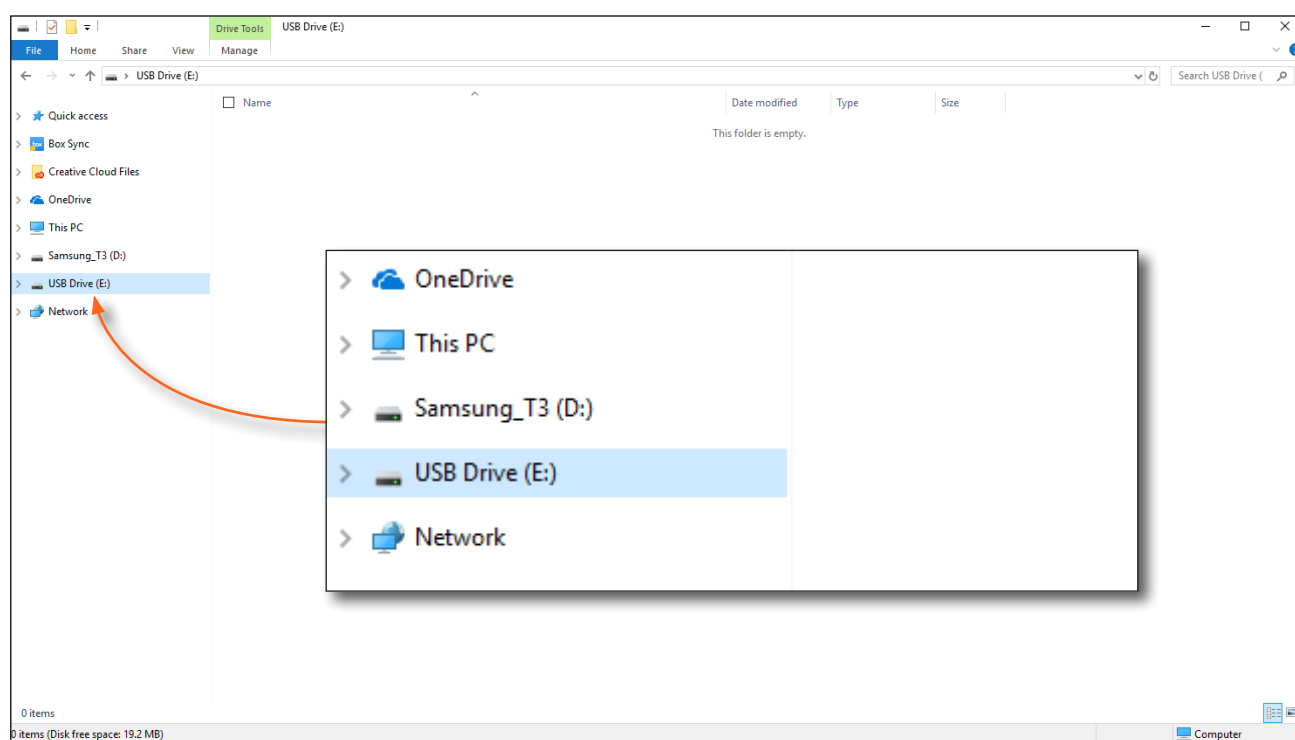 Drive Tools USB Drive (E:)
File Home Share View Manage
USB Drive (E:) Search USB Drive (
Name Date modified Type Size
This folder is empty.
Quick access
box Box Sync
Creative Cloud Files
OneDrive
This PC
Samsung_T3 (D:)
USB Drive (E:)
Network
OneDrive
This PC
Samsung_T3 (D:)
USB Drive (E:)
Network
0 items
0 items (Disk free space: 19.2 MB) Computer